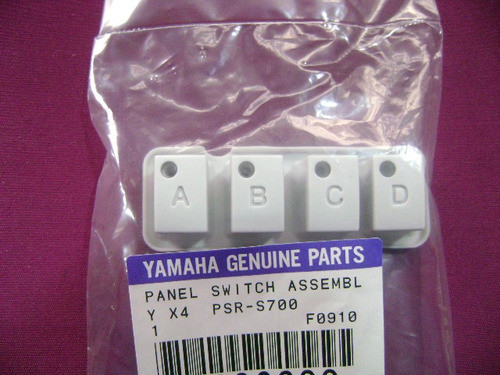 A B C D
YAMAHA GENUINE PARTS
PANEL SWITCH ASSEMBL
Y X4 PSR-S700
1 F0910